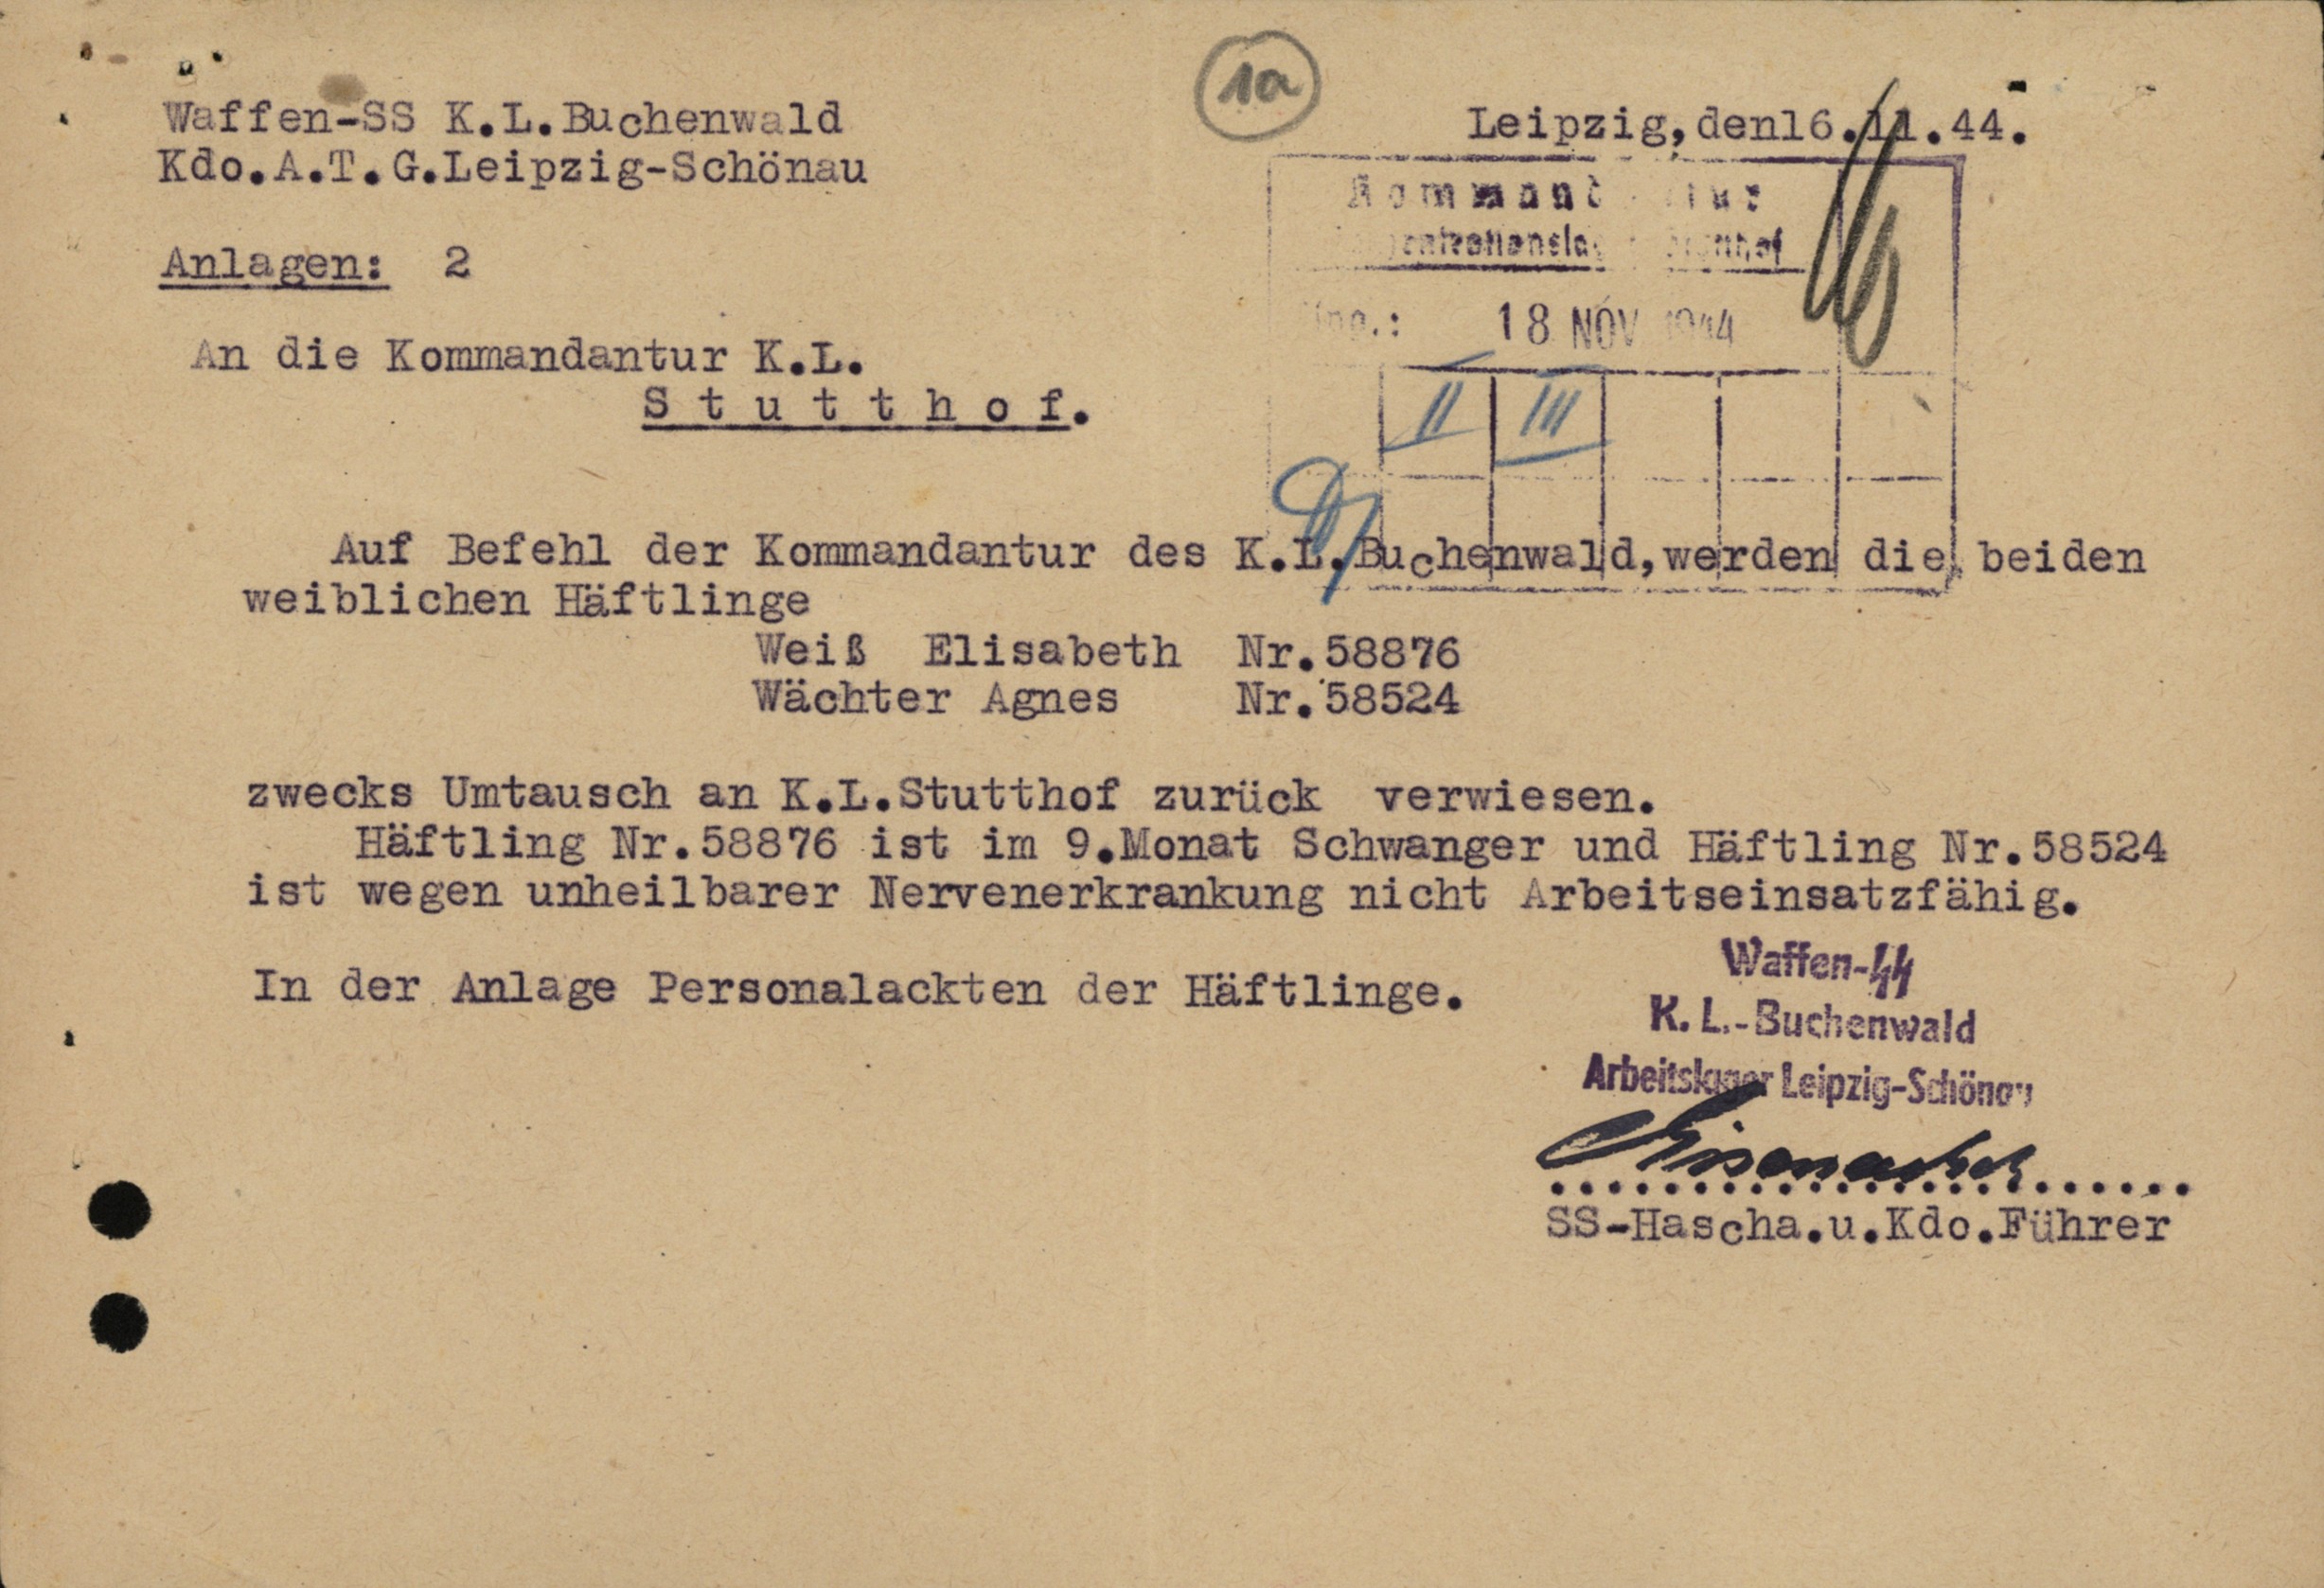 1a
Waffen-SS K.L.Buchenwald
Kdo.A.T.G.Leipzig-Schönau
Leipzig,den16.11.44.
Anlagen: 2
18 NOV 1944
An die Kommandantur K.L.
Stutthof.
II III
Auf Befehl der Kommandantur des K.L.Buchenwald,werden die beiden
weiblichen Häftlinge
Weiß Elisabeth Nr.58876
Wächter Agnes Nr.58524
zwecks Umtausch an K.L.Stutthof zurück verwiesen.
Häftling Nr.58876 ist im 9.Monat Schwanger und Häftling Nr.58524
ist wegen unheilbarer Nervenerkrankung nicht Arbeitseinsatzfähig.
In der Anlage Personalackten der Häftlinge.
Waffen-SS
K.L.-Buchenwald
Arbeitslager Leipzig-Schönau
SS-Hascha.u.Kdo.Führer